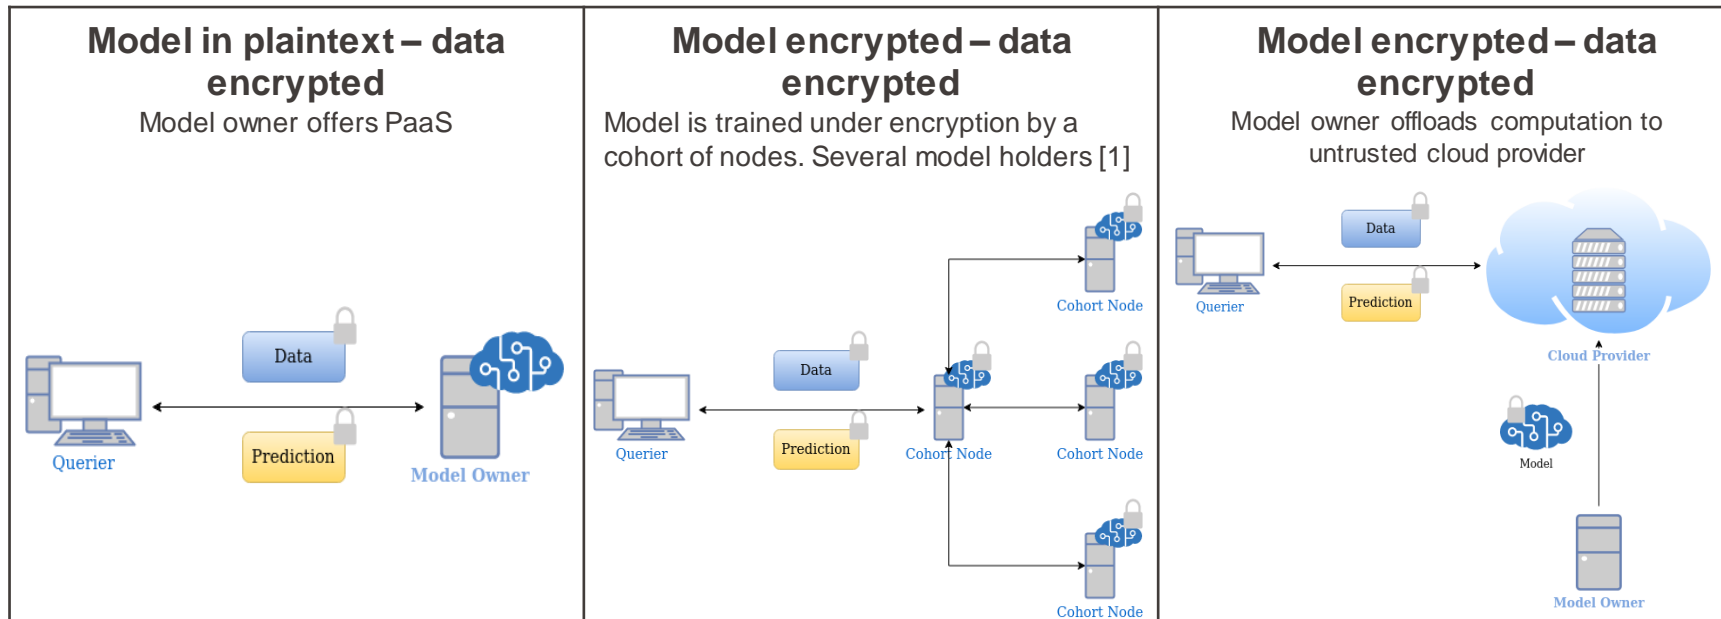 Model in plaintext – data
encrypted
Model owner offers PaaS
Data
Prediction
Querier
Model Owner
Model encrypted – data
encrypted
Model is trained under encryption by a
cohort of nodes. Several model holders [1]
Cohort Node
Data
Prediction
Querier
Cohort Node
Cohort Node
Cohort Node
Model encrypted – data
encrypted
Model owner offloads computation to
untrusted cloud provider
Data
Prediction
Querier
Cloud Provider
Model
Model Owner